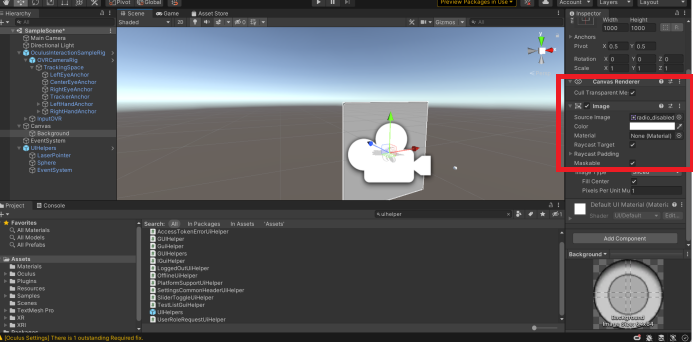 Pivot Global
Preview Packages in Use
Account
Layers
Layout
Hierarchy
Scene
Game
Asset Store
Inspector
All
Shaded
2D
Gizmos
All
Width Height
1000 1000
SampleScene*
Main Camera
Directional Light
OculusInteractionSampleRig
OVRCameraRig
TrackingSpace
LeftEyeAnchor
CenterEyeAnchor
RightEyeAnchor
TrackerAnchor
LeftHandAnchor
RightHandAnchor
InputOVR
Canvas
Background
EventSystem
UIHelpers
LaserPointer
Sphere
EventSystem
Anchors
Pivot X 0.5 Y 0.5
Rotation X 0 Y 0 Z 0
Scale X 1 Y 1 Z 1
Canvas Renderer
Cull Transparent Me
Image
Source Image radio_disabled
Color
Material None (Material)
Raycast Target
Raycast Padding
Maskable
Image Type Sliced
Fill Center
Pixels Per Unit Mu 1
Default UI Material (Materi
Shader UI/Default Edit...
Add Component
Background
Background
Image Size: 64x64
Project
Console
uihelper
Favorites
All Materials
All Models
All Prefabs
Assets
Materials
Oculus
Plugins
Resources
Samples
Scenes
TextMesh Pro
XR
XRI
Packages
Search: All In Packages In Assets 'Assets'
AccessTokenErrorUiHelper
GUIHelper
GuiHelper
GUIHelpers
IGuiHelper
LoggedOutUiHelper
OfflineUiHelper
PlatformSupportUiHelper
SettingsCommonHeaderUiHelper
SliderToggleUiHelper
TestListGuiHelper
UIHelpers
UserRoleRequestUiHelper
[Oculus Settings] There is 1 outstanding Required fix.